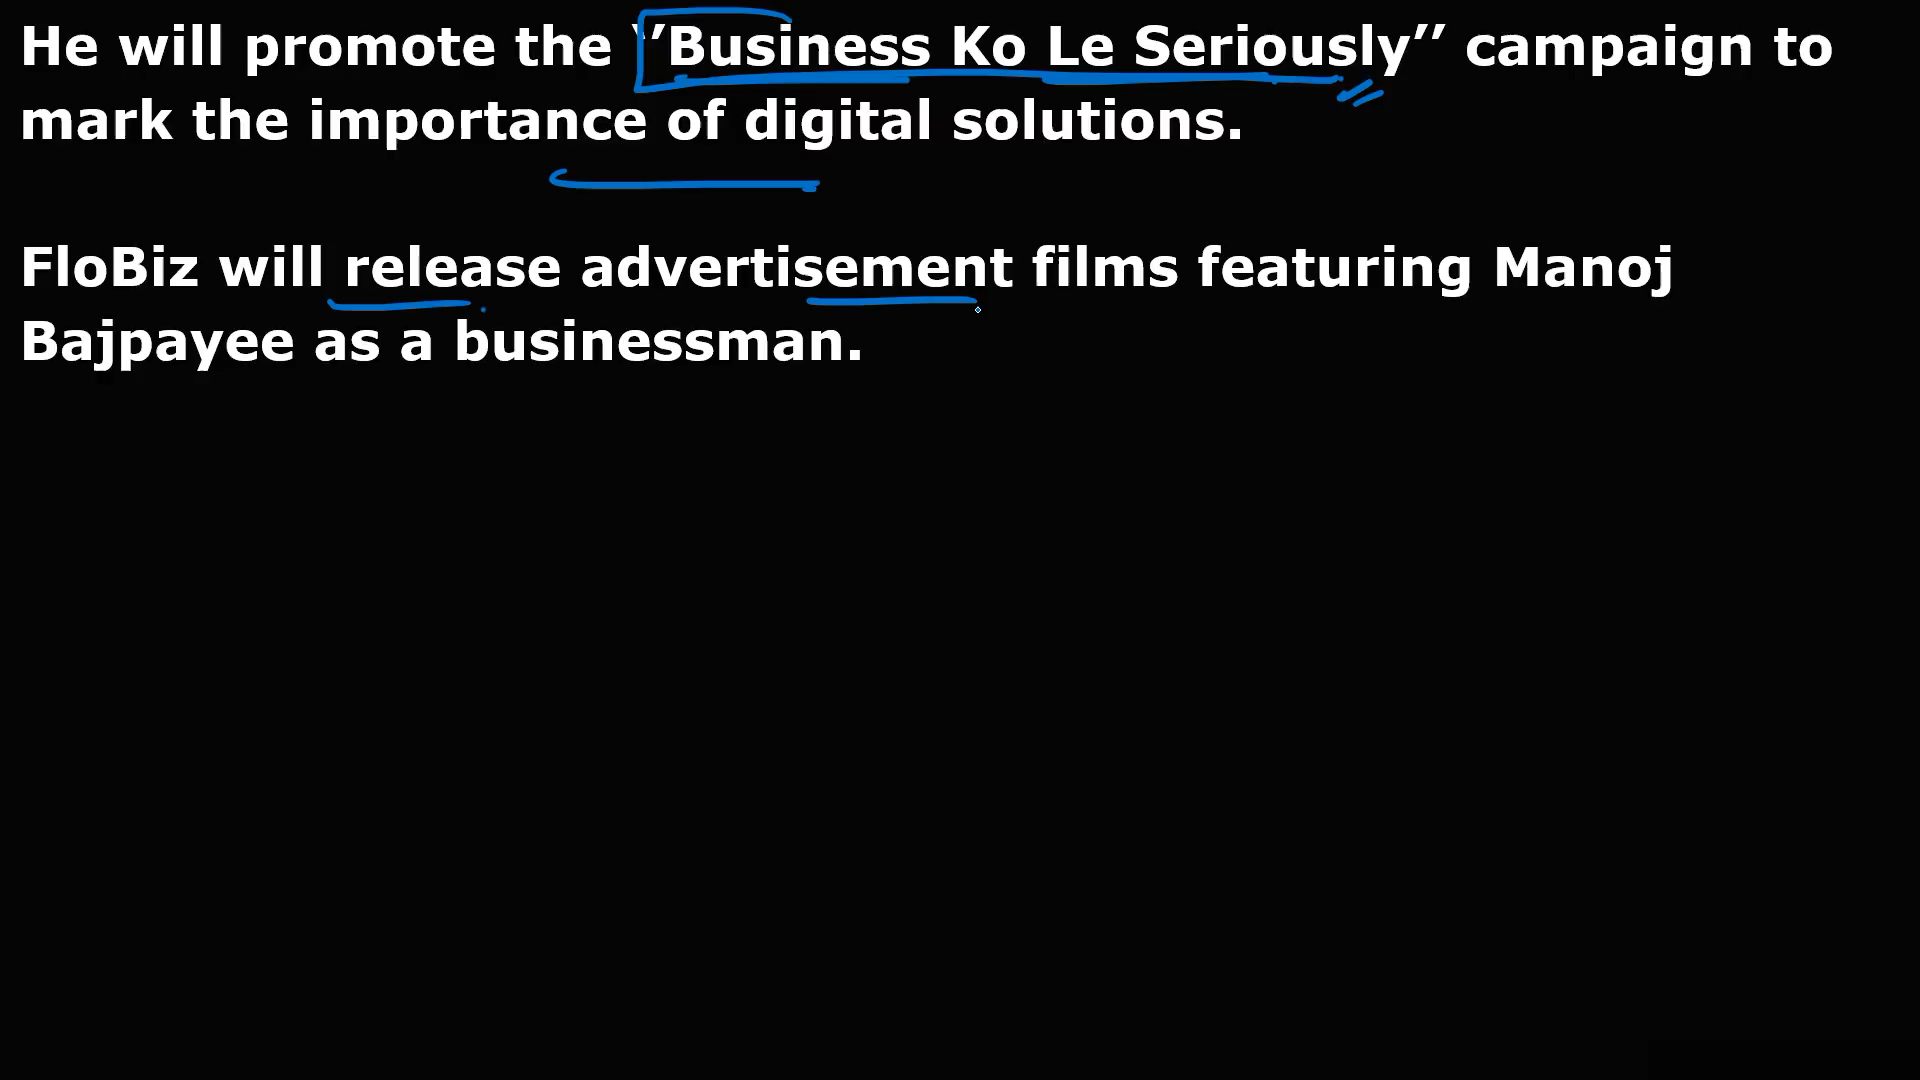 He will promote the ‘’Business Ko Le Seriously’’ campaign to
mark the importance of digital solutions.
FloBiz will release advertisement films featuring Manoj
Bajpayee as a businessman.